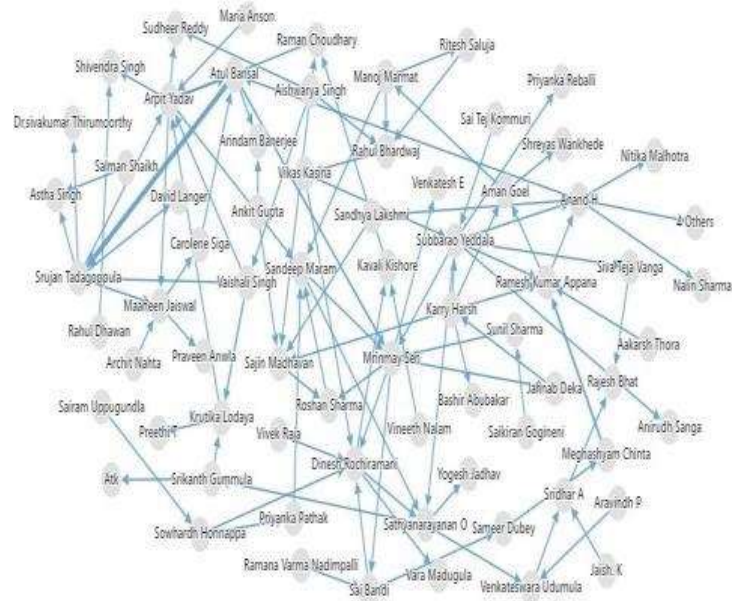 Maria Anson
Sudheer Reddy
Raman Choudhary
Ritesh Saluja
Shivendra Singh
Atul Bansal
Manoj Marmat
Priyanka Reballi
Arpit Yadav
Aishwarya Singh
Dr.sivakumar Thirumoorthy
Sai Tej Kommuri
Arindam Banerjee
Rahul Bhardwaj
Shreyas Wankhede
Nitika Malhotra
Salman Shaikh
Vikas Kasina
Venkatesh E
Aman Goel
Anand H
Astha Singh
David Langer
Ankit Gupta
Sandhya Lakshmi
4 Others
Carolene Siga
Subbarao Yeddala
Srujan Tadagoppula
Vaishali Singh
Sandeep Maram
Kavali Kishore
Siva Teja Vanga
Ramesh Kumar Appana
Nalin Sharma
Maaheen Jaiswal
Karry Harsh
Rahul Dhawan
Sunil Sharma
Aakarsh Thora
Archit Nahta
Praveen Anwla
Sajin Madhavan
Mrinmay Sen
Jahnab Deka
Rajesh Bhat
Sairam Uppugundla
Roshan Sharma
Bashir Abubakar
Krutika Lodaya
Preethi T
Vivek Raja
Vineeth Nalam
Saikiran Gogineni
Anirudh Sanga
Meghashyam Chinta
Dinesh Rochiramani
Atk
Srikanth Gummula
Yogesh Jadhav
Sridhar A
Aravindh P
Priyanka Pathak
Sowhardh Honnappa
Sathyanarayanan O
Sameer Dubey
Ramana Varma Nadimpalli
Vara Madugula
Jaish. K
Sai Bandi
Venkateswara Udumula